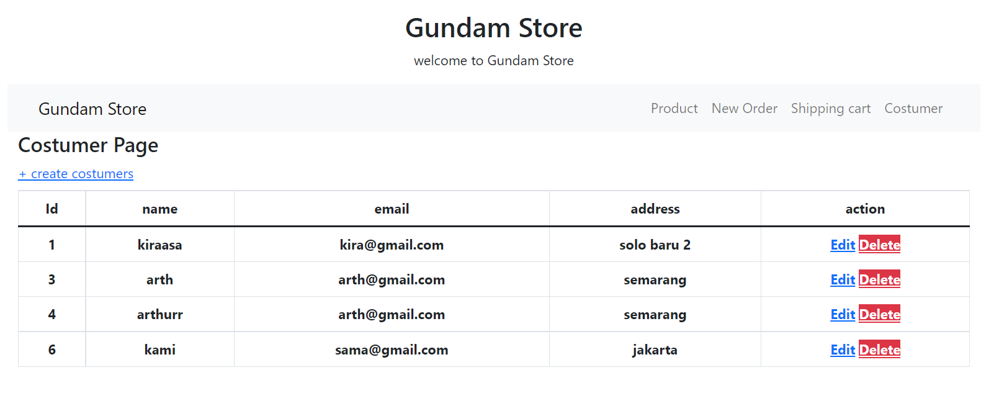 Gundam Store
welcome to Gundam Store
Gundam Store Product New Order Shipping cart Costumer
Costumer Page
+ create costumers
Id name email address action
1 kiraasa kira@gmail.com solo baru 2 Edit Delete
3 arth arth@gmail.com semarang Edit Delete
4 arthurr arth@gmail.com semarang Edit Delete
6 kami sama@gmail.com jakarta Edit Delete